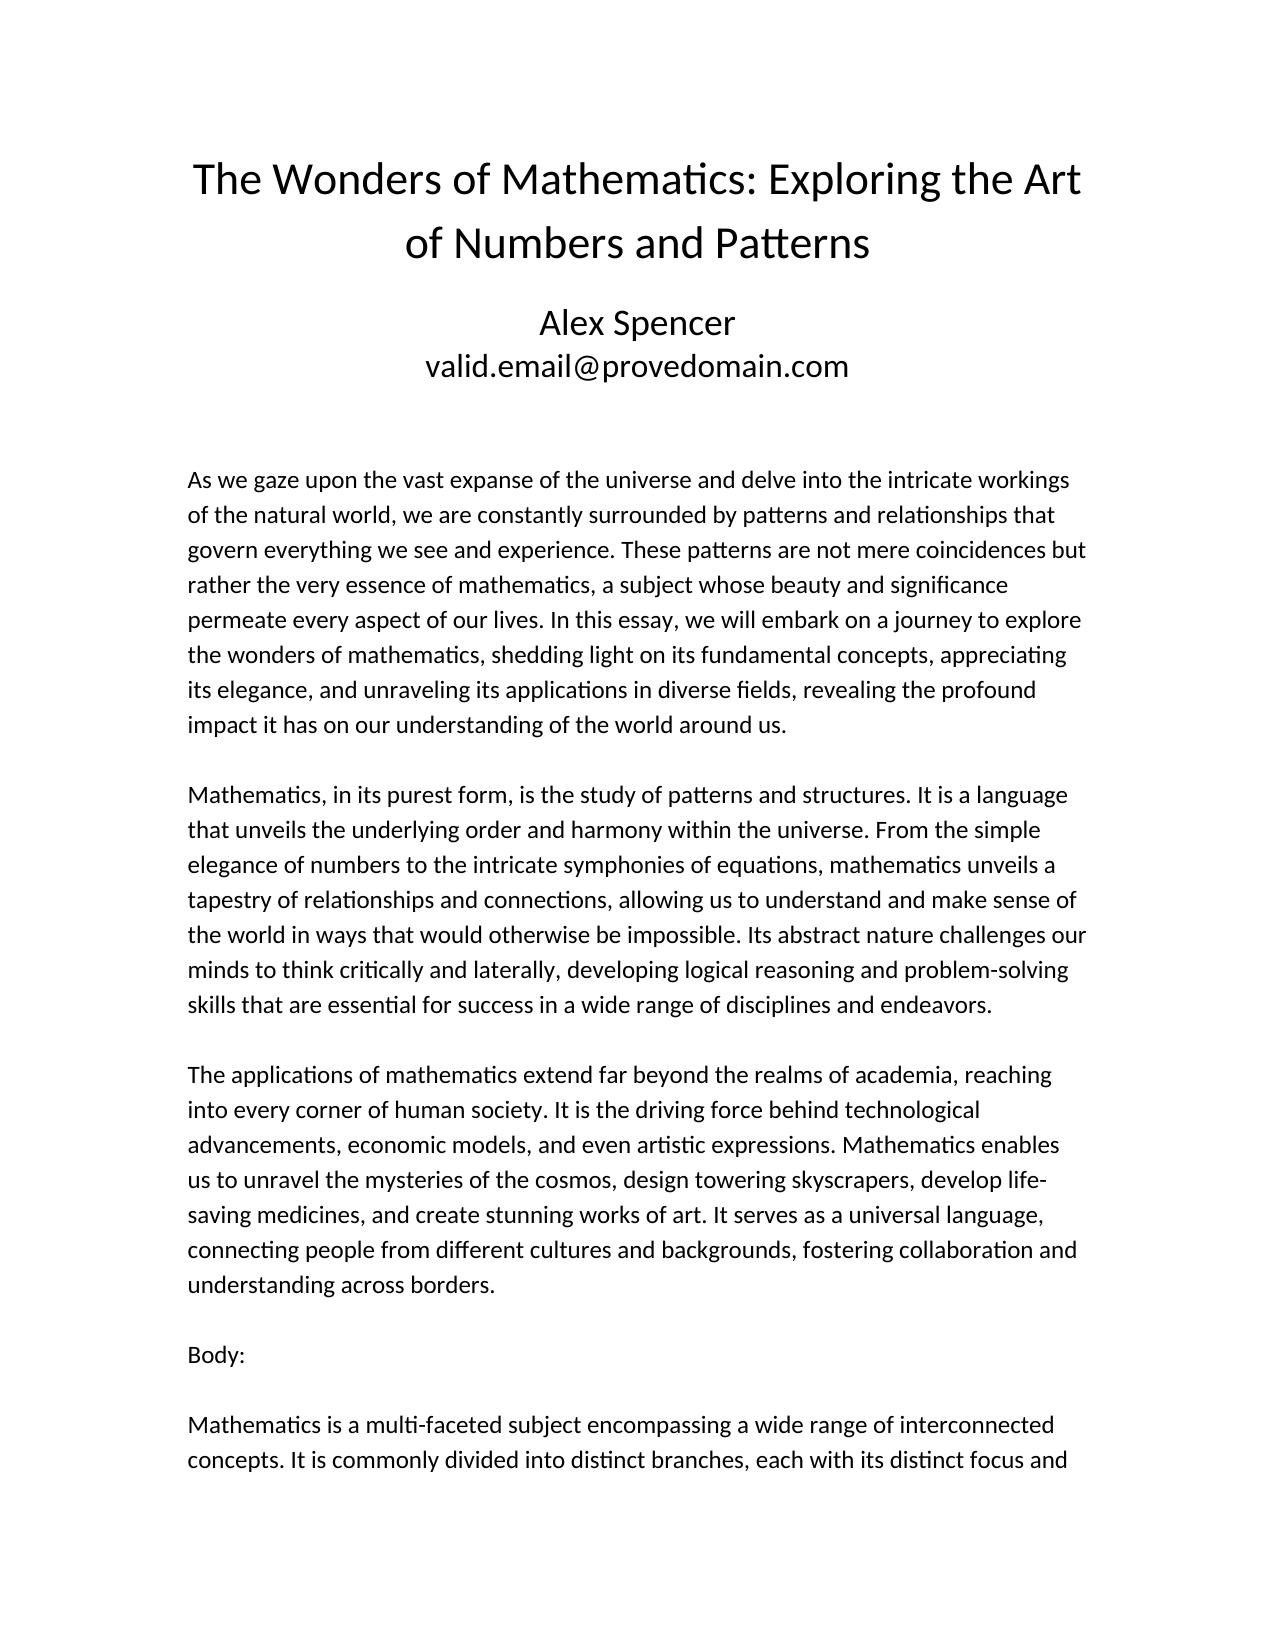 The Wonders of Mathematics: Exploring the Art
of Numbers and Patterns
Alex Spencer
valid.email@provedomain.com
As we gaze upon the vast expanse of the universe and delve into the intricate workings
of the natural world, we are constantly surrounded by patterns and relationships that
govern everything we see and experience. These patterns are not mere coincidences but
rather the very essence of mathematics, a subject whose beauty and significance
permeate every aspect of our lives. In this essay, we will embark on a journey to explore
the wonders of mathematics, shedding light on its fundamental concepts, appreciating
its elegance, and unraveling its applications in diverse fields, revealing the profound
impact it has on our understanding of the world around us.
Mathematics, in its purest form, is the study of patterns and structures. It is a language
that unveils the underlying order and harmony within the universe. From the simple
elegance of numbers to the intricate symphonies of equations, mathematics unveils a
tapestry of relationships and connections, allowing us to understand and make sense of
the world in ways that would otherwise be impossible. Its abstract nature challenges our
minds to think critically and laterally, developing logical reasoning and problem-solving
skills that are essential for success in a wide range of disciplines and endeavors.
The applications of mathematics extend far beyond the realms of academia, reaching
into every corner of human society. It is the driving force behind technological
advancements, economic models, and even artistic expressions. Mathematics enables
us to unravel the mysteries of the cosmos, design towering skyscrapers, develop life-
saving medicines, and create stunning works of art. It serves as a universal language,
connecting people from different cultures and backgrounds, fostering collaboration and
understanding across borders.
Body:
Mathematics is a multi-faceted subject encompassing a wide range of interconnected
concepts. It is commonly divided into distinct branches, each with its distinct focus and